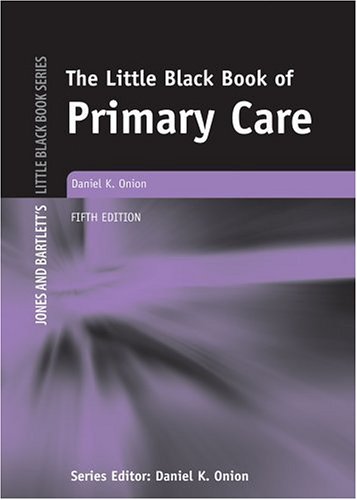 The Little Black Book of
Primary Care
Daniel K. Onion
FIFTH EDITION
JONES AND BARTLETT'S LITTLE BLACK BOOK SERIES
Series Editor: Daniel K. Onion